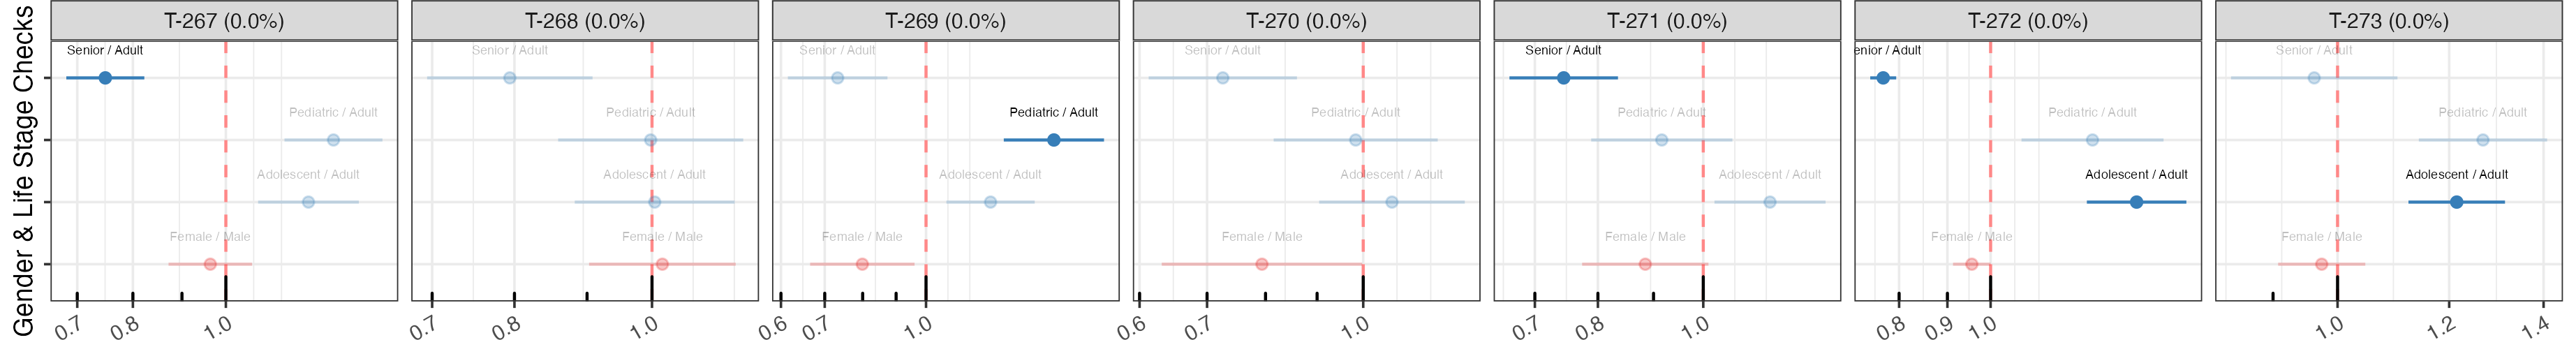 Gender & Life Stage Checks
T-267 (0.0%)
Senior / Adult
Pediatric / Adult
Adolescent / Adult
Female / Male
0.7 0.8 1.0
T-268 (0.0%)
Senior / Adult
Pediatric / Adult
Adolescent / Adult
Female / Male
0.7 0.8 1.0
T-269 (0.0%)
Senior / Adult
Pediatric / Adult
Adolescent / Adult
Female / Male
0.6 0.7 1.0
T-270 (0.0%)
Senior / Adult
Pediatric / Adult
Adolescent / Adult
Female / Male
0.6 0.7 1.0
T-271 (0.0%)
Senior / Adult
Pediatric / Adult
Adolescent / Adult
Female / Male
0.7 0.8 1.0
T-272 (0.0%)
enior / Adult
Pediatric / Adult
Adolescent / Adult
Female / Male
0.8 0.9 1.0
T-273 (0.0%)
Senior / Adult
Pediatric / Adult
Adolescent / Adult
Female / Male
1.0 1.2 1.4